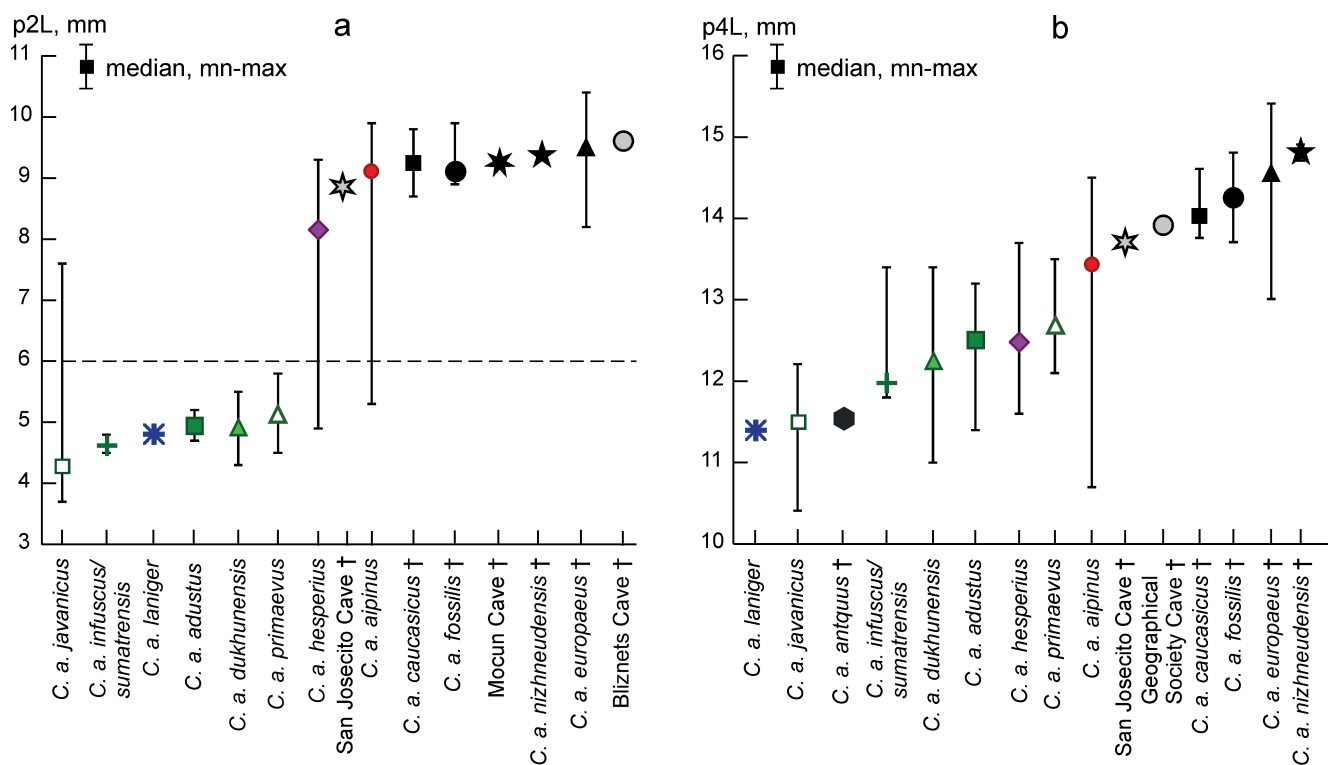 p2L, mm
a
median, mn-max
11
10
9
8
7
6
5
4
3
C. a. javanicus
C. a. infuscus/
sumatrensis
C. a. laniger
C. a. adustus
C. a. dukhunensis
C. a. primaevus
C. a. hesperius
San Josecito Cave †
C. a. alpinus
C. a. caucasicus †
C. a. fossilis †
Mocun Cave †
C. a. nizhneudensis †
C. a. europaeus †
Bliznets Cave †
p4L, mm
b
median, mn-max
16
15
14
13
12
11
10
C. a. laniger
C. a. javanicus
C. a. antquus †
C. a. infuscus/
sumatrensis
C. a. dukhunensis
C. a. adustus
C. a. hesperius
C. a. primaevus
C. a. alpinus
San Josecito Cave †
Geographical
Society Cave †
C. a. caucasicus †
C. a. fossilis †
C. a. europaeus †
C. a. nizhneudensis †